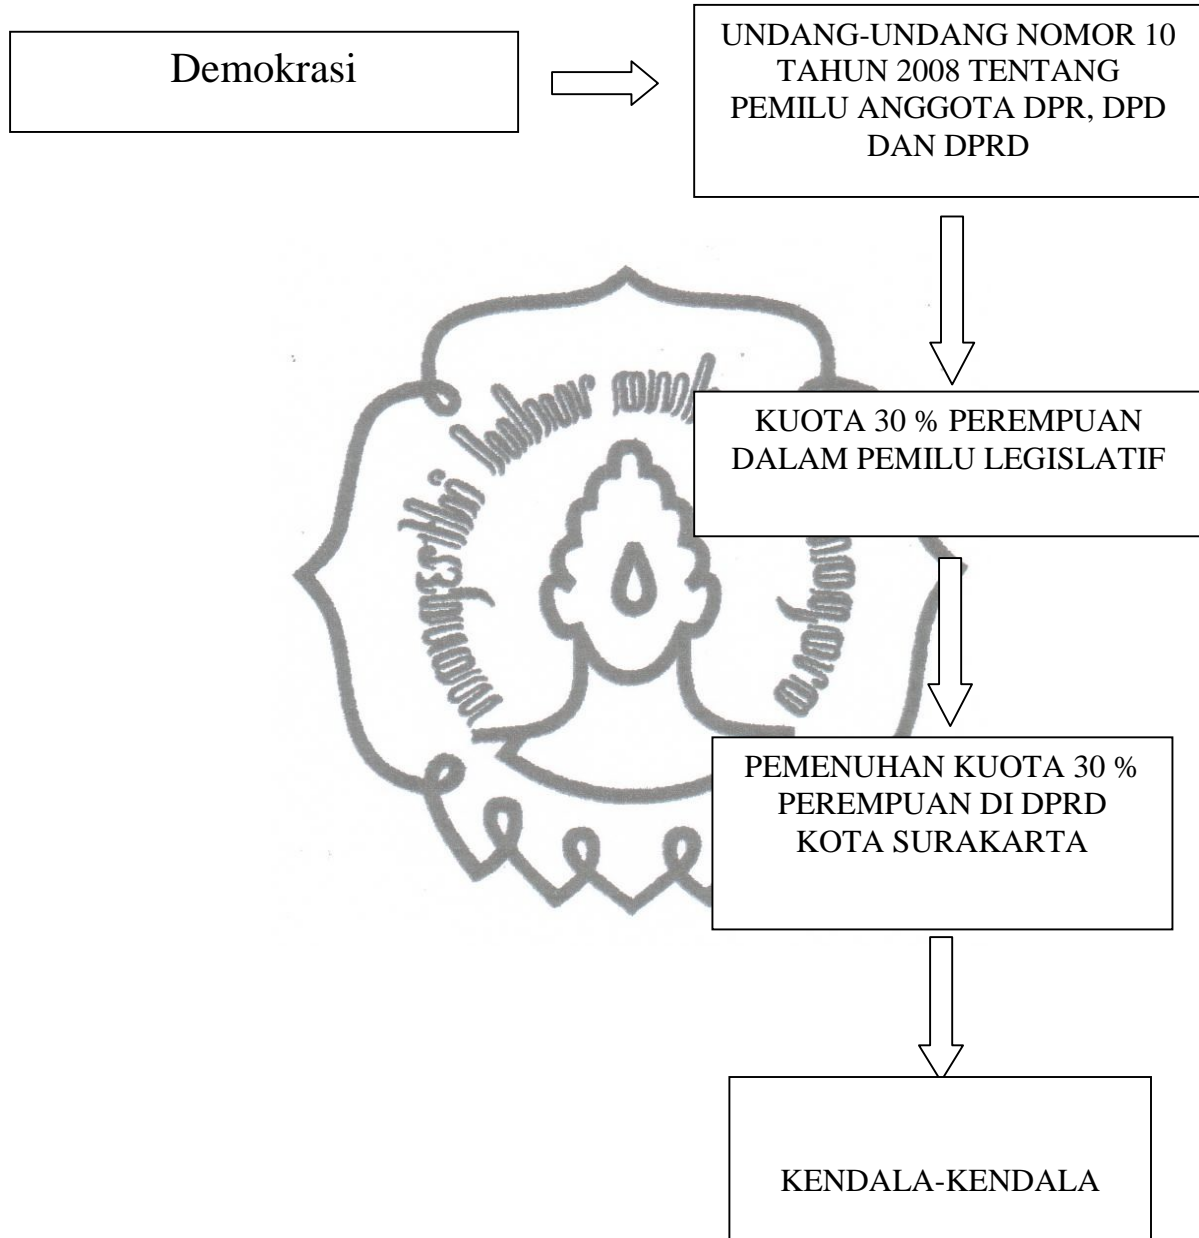 Demokrasi
UNDANG-UNDANG NOMOR 10
TAHUN 2008 TENTANG
PEMILU ANGGOTA DPR, DPD
DAN DPRD
KUOTA 30 % PEREMPUAN
DALAM PEMILU LEGISLATIF
PEMENUHAN KUOTA 30 %
PEREMPUAN DI DPRD
KOTA SURAKARTA
KENDALA-KENDALA